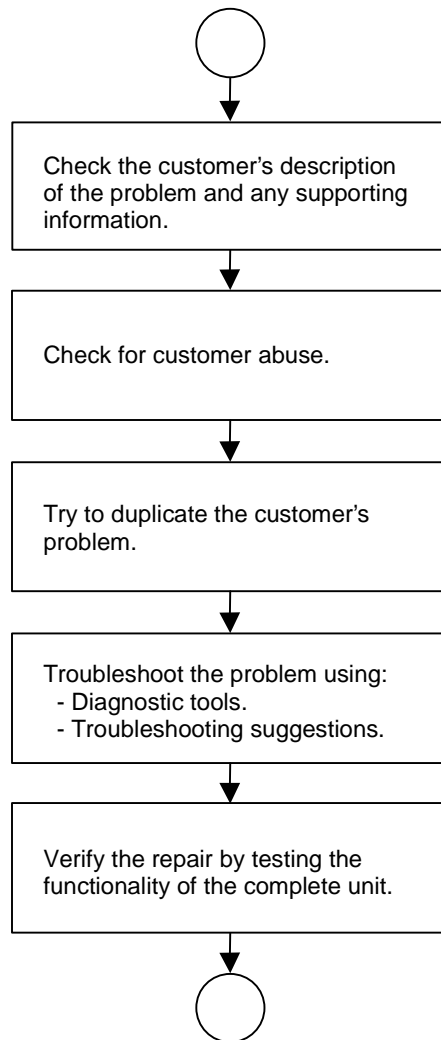 Check the customer’s description
of the problem and any supporting
information.
Check for customer abuse.
Try to duplicate the customer’s
problem.
Troubleshoot the problem using:
- Diagnostic tools.
- Troubleshooting suggestions.
Verify the repair by testing the
functionality of the complete unit.